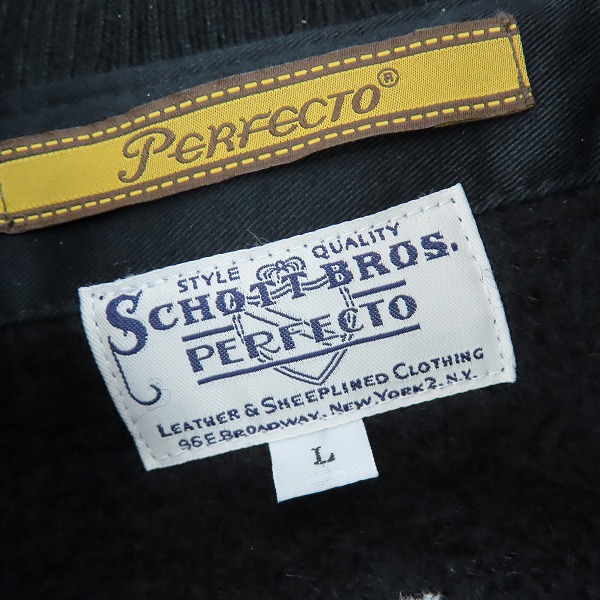 PERFECTO®
STYLE QUALITY
SCHOTT BROS.
PERFECTO
LEATHER & SHEEPLINED CLOTHING
96 E. BROADWAY, NEW YORK 2, N.Y.
L